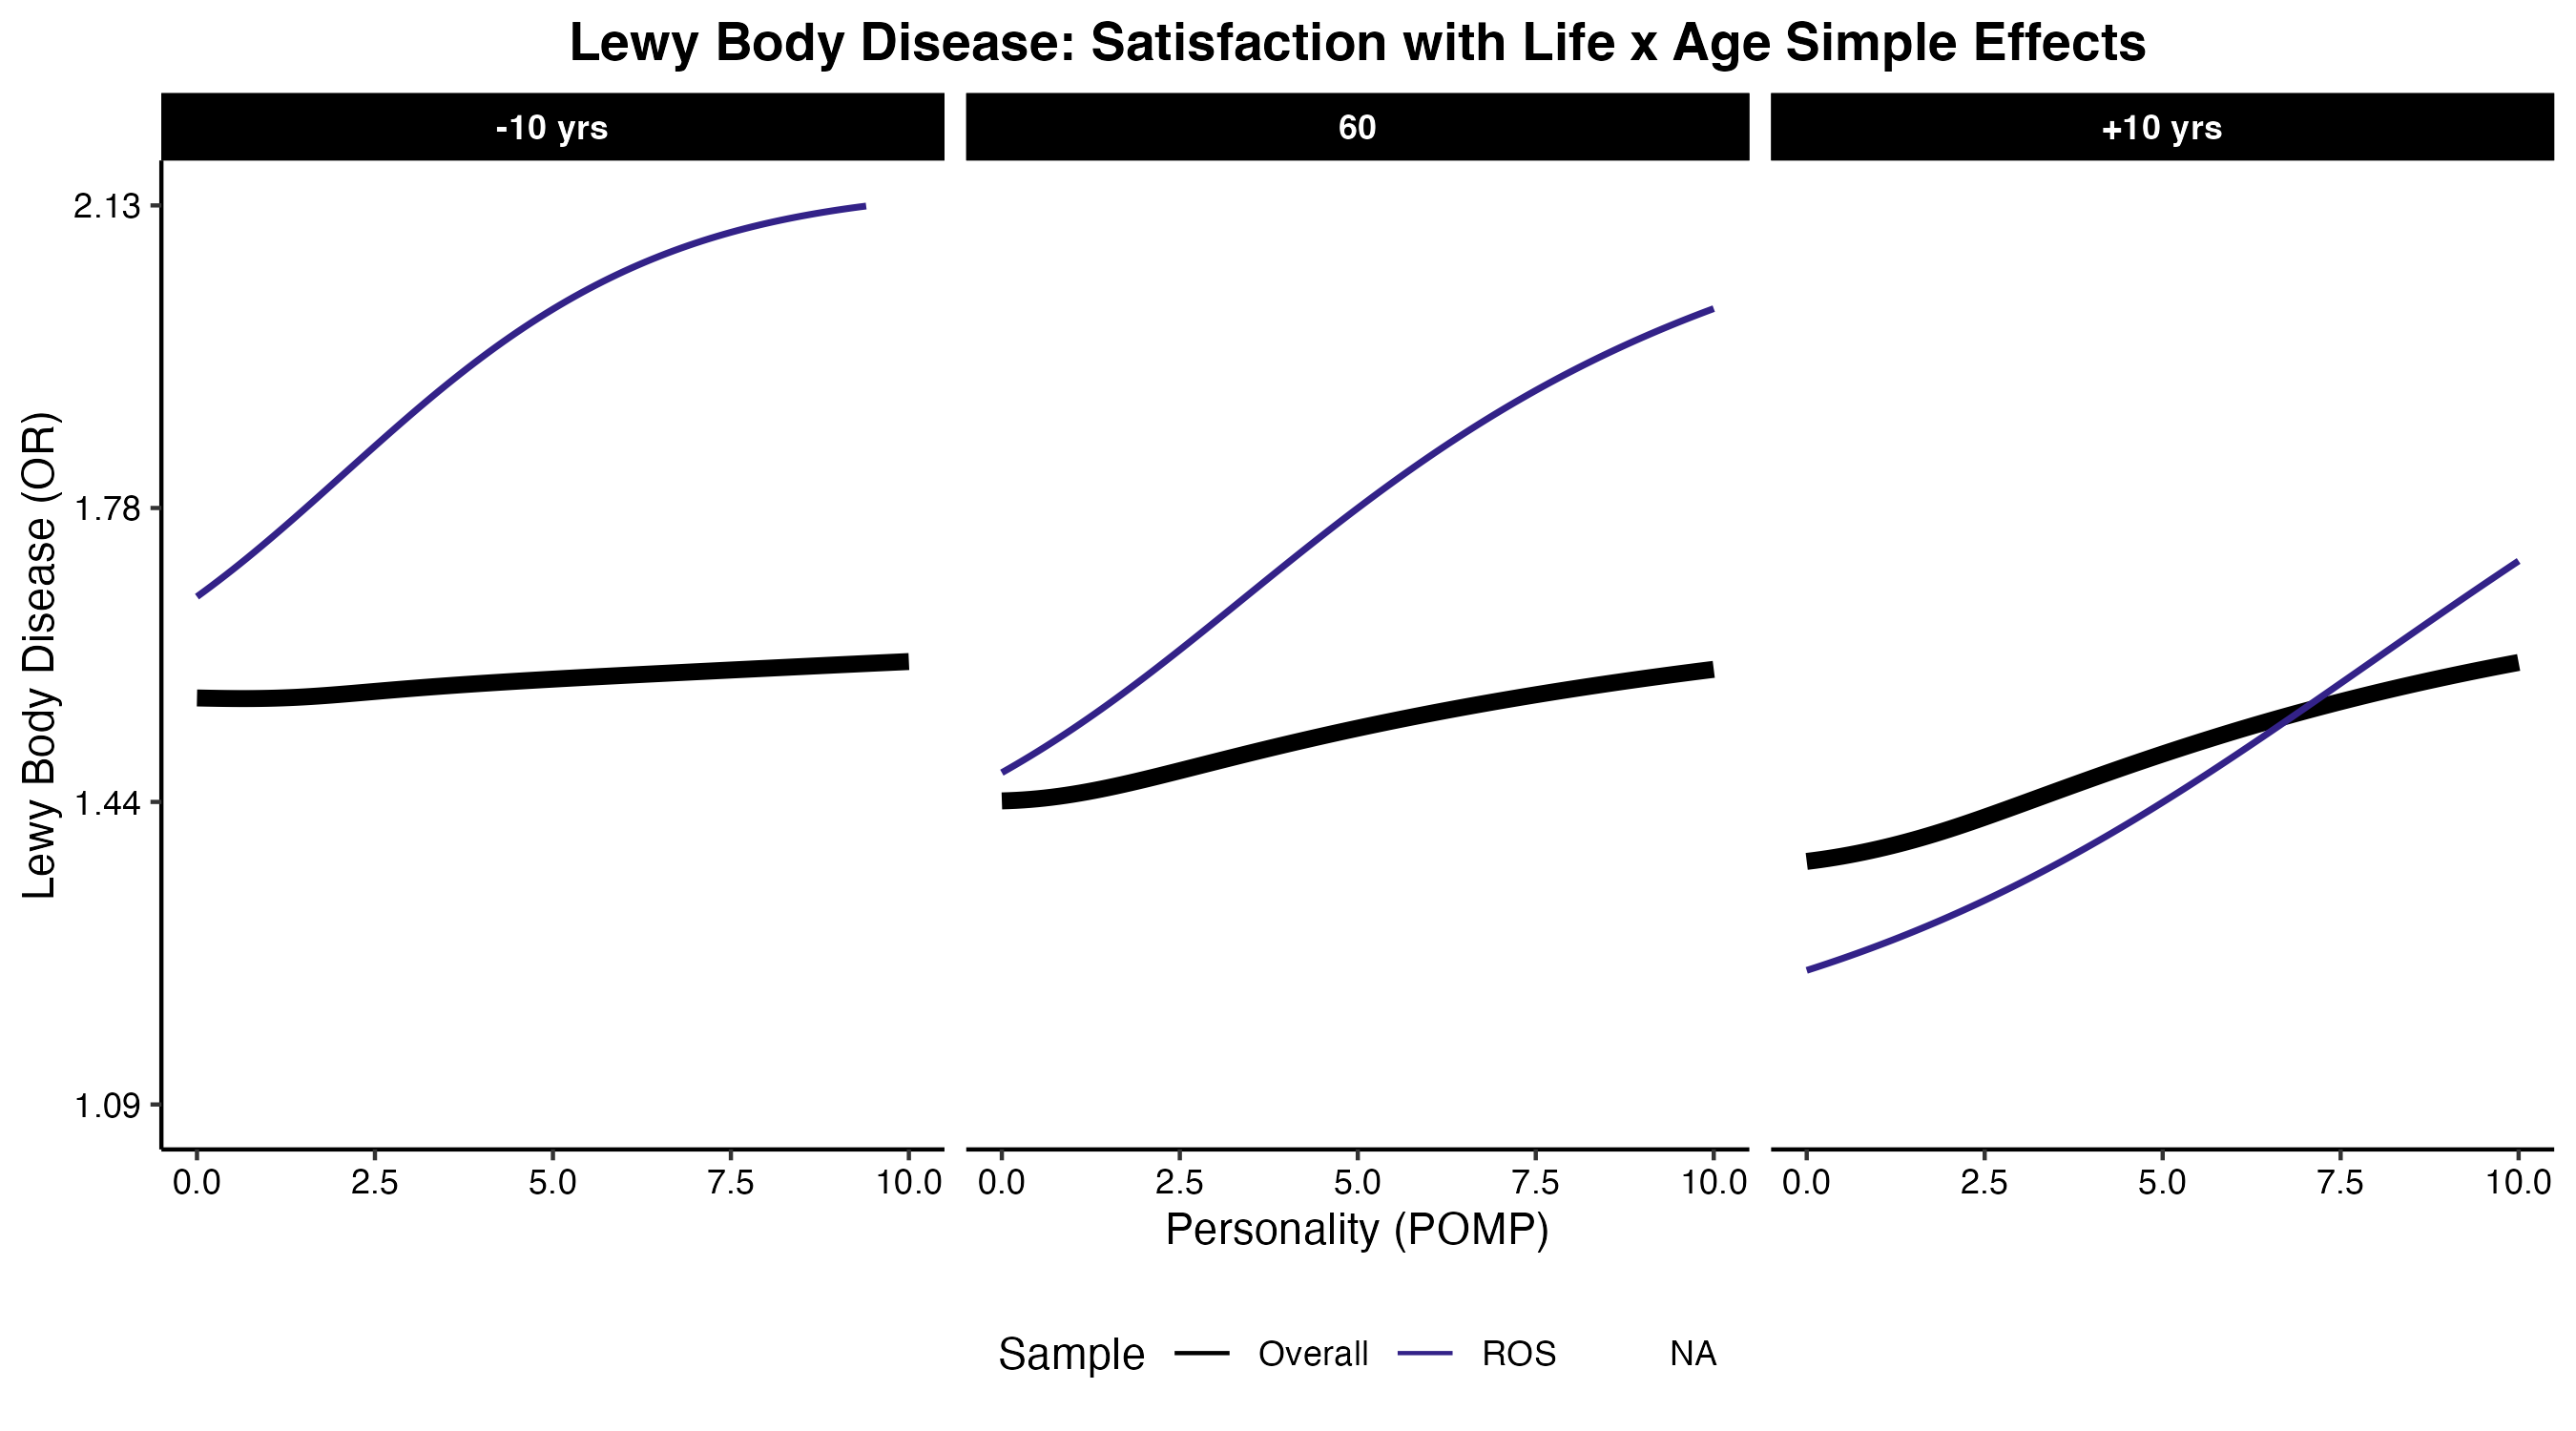 Lewy Body Disease: Satisfaction with Life x Age Simple Effects
-10 yrs
60
+10 yrs
Lewy Body Disease (OR)
2.13
1.78
1.44
1.09
0.0 2.5 5.0 7.5 10.0
0.0 2.5 5.0 7.5 10.0
0.0 2.5 5.0 7.5 10.0
Personality (POMP)
Sample Overall ROS NA